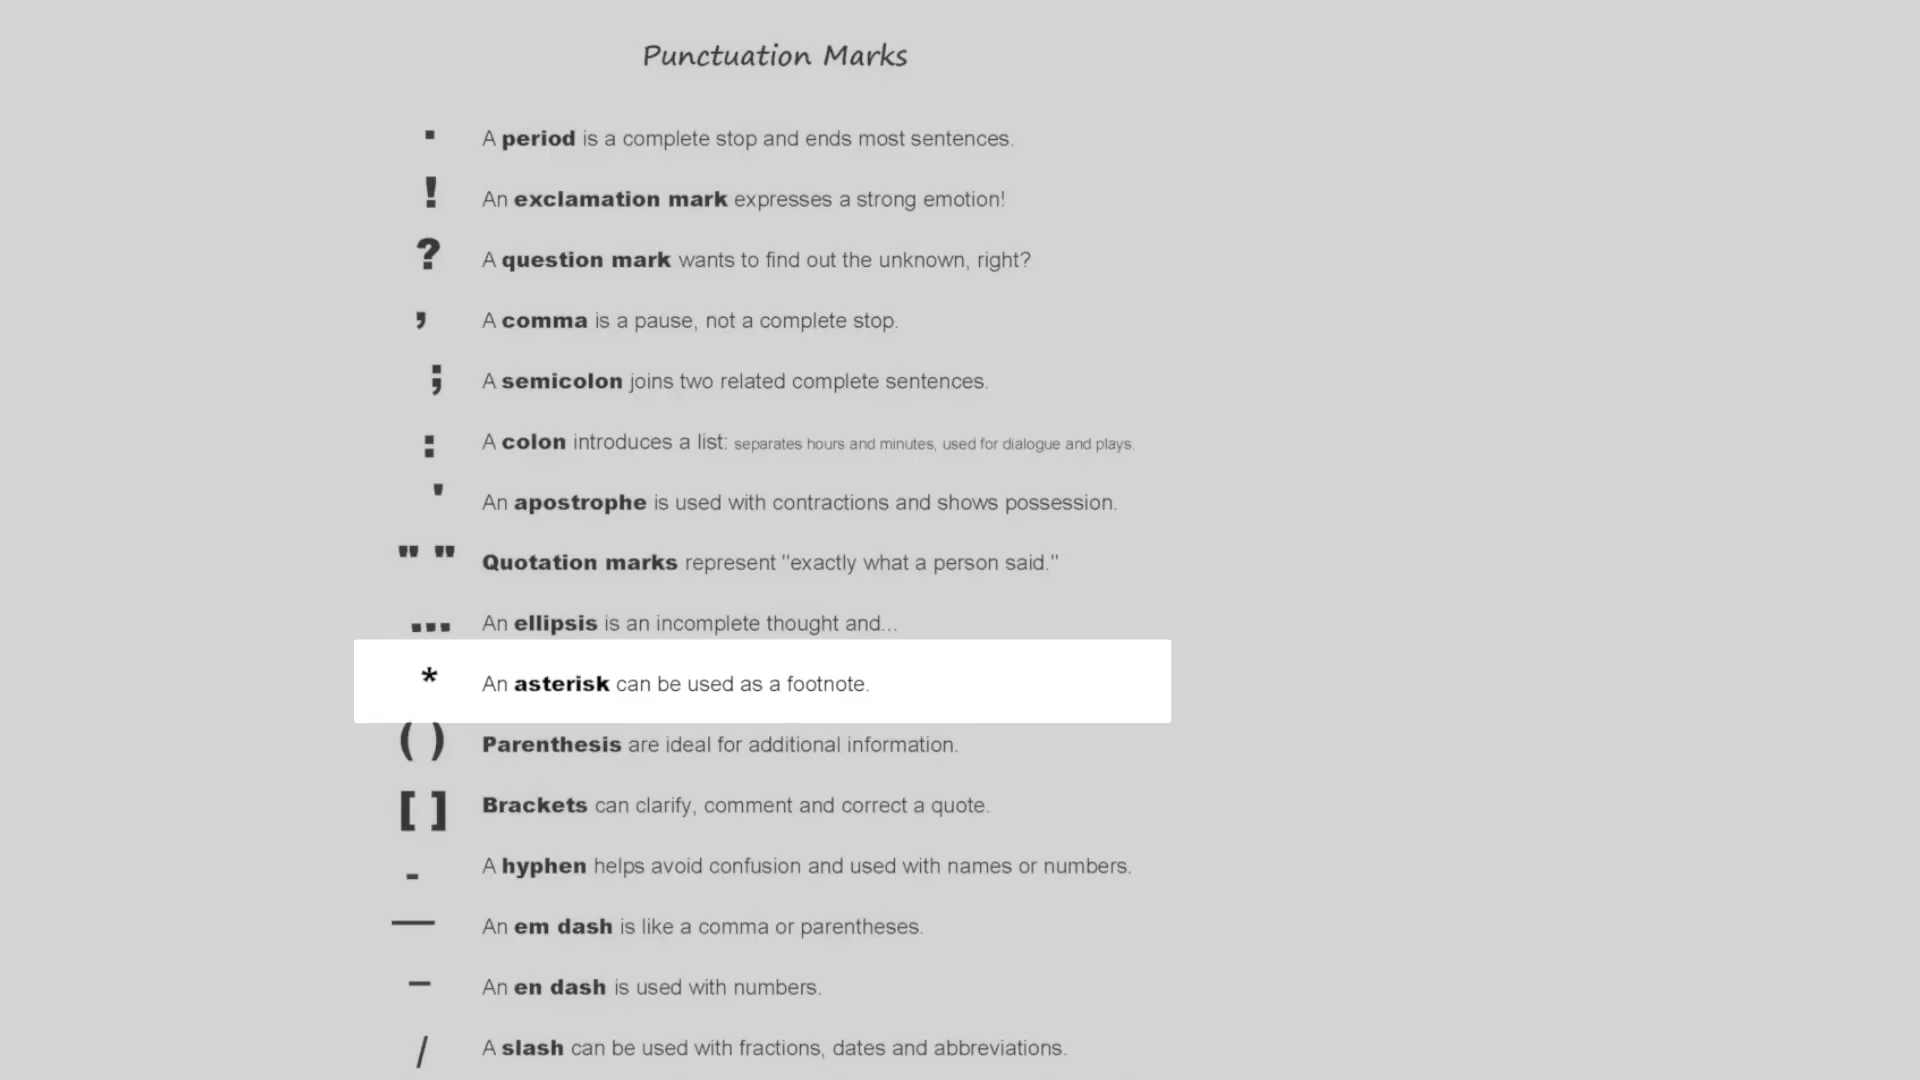 Punctuation Marks
. A period is a complete stop and ends most sentences.
! An exclamation mark expresses a strong emotion!
? A question mark wants to find out the unknown, right?
, A comma is a pause, not a complete stop.
; A semicolon joins two related complete sentences.
: A colon introduces a list: separates hours and minutes, used for dialogue and plays.
' An apostrophe is used with contractions and shows possession.
" " Quotation marks represent "exactly what a person said."
... An ellipsis is an incomplete thought and...
* An asterisk can be used as a footnote.
( ) Parenthesis are ideal for additional information.
[ ] Brackets can clarify, comment and correct a quote.
- A hyphen helps avoid confusion and used with names or numbers.
— An em dash is like a comma or parentheses.
– An en dash is used with numbers.
/ A slash can be used with fractions, dates and abbreviations.